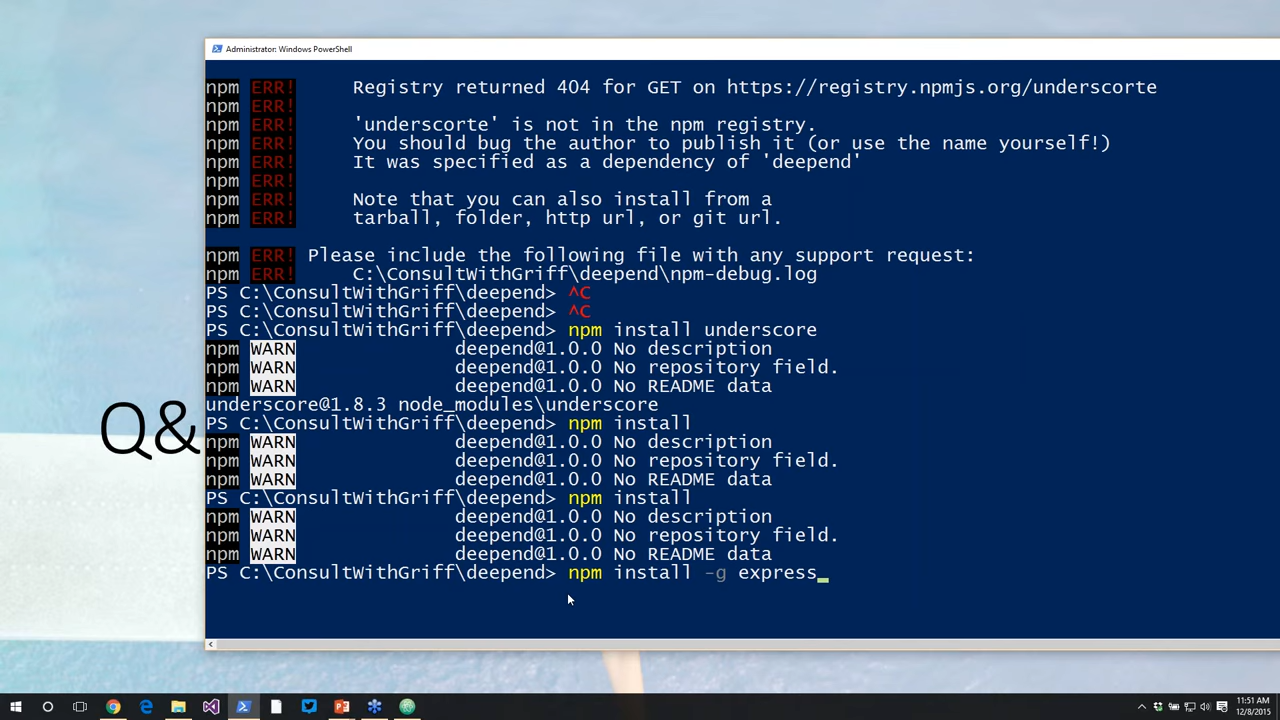 Administrator: Windows PowerShell
npm ERR! Registry returned 404 for GET on https://registry.npmjs.org/underscorte
npm ERR!
npm ERR! 'underscorte' is not in the npm registry.
npm ERR! You should bug the author to publish it (or use the name yourself!)
npm ERR! It was specified as a dependency of 'deepend'
npm ERR!
npm ERR! Note that you can also install from a
npm ERR! tarball, folder, http url, or git url.
npm ERR! Please include the following file with any support request:
npm ERR! C:\ConsultWithGriff\deepend\npm-debug.log
PS C:\ConsultWithGriff\deepend> ^C
PS C:\ConsultWithGriff\deepend> ^C
PS C:\ConsultWithGriff\deepend> npm install underscore
npm WARN deepend@1.0.0 No description
npm WARN deepend@1.0.0 No repository field.
npm WARN deepend@1.0.0 No README data
underscore@1.8.3 node_modules\underscore
PS C:\ConsultWithGriff\deepend> npm install
npm WARN deepend@1.0.0 No description
npm WARN deepend@1.0.0 No repository field.
npm WARN deepend@1.0.0 No README data
PS C:\ConsultWithGriff\deepend> npm install
npm WARN deepend@1.0.0 No description
npm WARN deepend@1.0.0 No repository field.
npm WARN deepend@1.0.0 No README data
PS C:\ConsultWithGriff\deepend> npm install -g express_
Q&
11:51 AM
12/8/2015